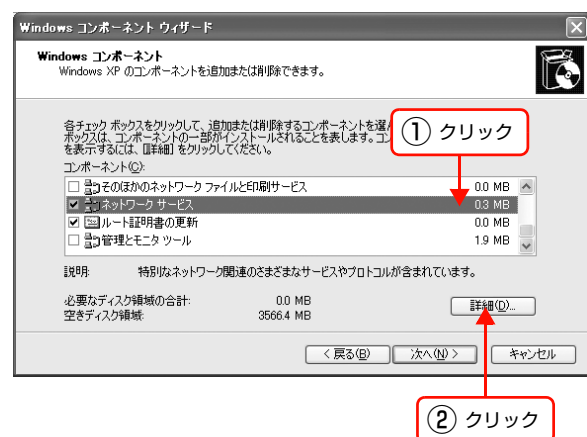 Windows コンポーネント ウィザード
Windows コンポーネント
Windows XP のコンポーネントを追加または削除できます。
各チェック ボックスをクリックして、追加または削除するコンポーネントを選
ボックスは、コンポーネントの一部がインストールされることを表します。コン
を表示するには、[詳細] をクリックしてください。
① クリック
コンポーネント(C):
そのほかのネットワーク ファイルと印刷サービス 0.0 MB
ネットワーク サービス 0.3 MB
ルート証明書の更新 0.0 MB
管理とモニタ ツール 1.9 MB
説明: 特別なネットワーク関連のさまざまなサービスやプロトコルが含まれています。
必要なディスク領域の合計: 0.0 MB
空きディスク領域: 3566.4 MB
詳細(D)...
< 戻る(B) 次へ(N) > キャンセル
② クリック